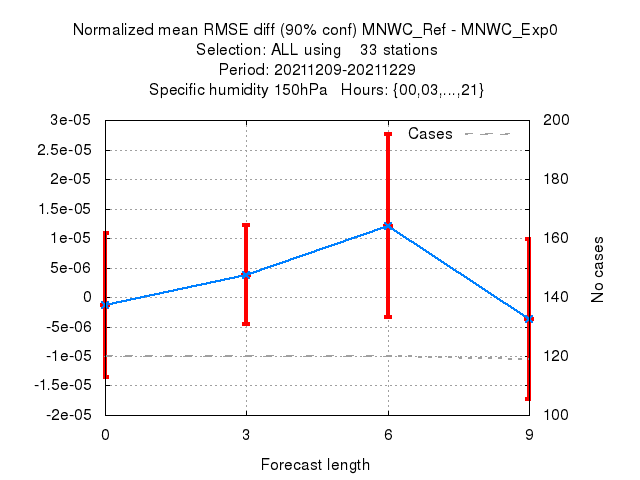 Normalized mean RMSE diff (90% conf) MNWC_Ref - MNWC_Exp0
Selection: ALL using    33 stations
Period: 20211209-20211229
Specific humidity 150hPa   Hours: {00,03,...,21}
Cases
3e-05
2.5e-05
2e-05
1.5e-05
1e-05
5e-06
0
-5e-06
-1e-05
-1.5e-05
-2e-05
200
180
160
140
120
100
No cases
0 3 6 9
Forecast length